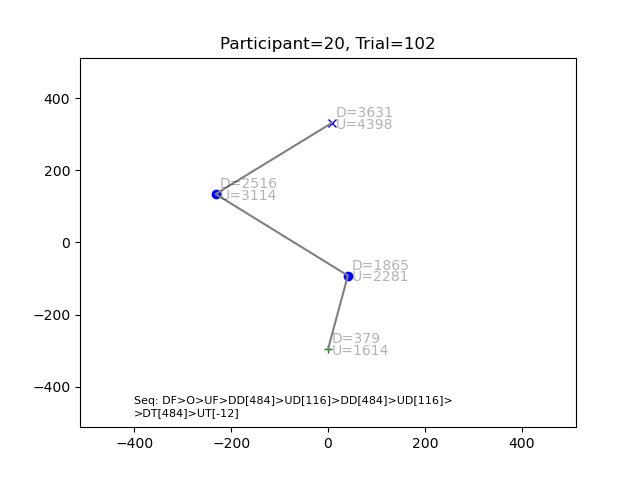 Participant=20, Trial=102
400
200
0
−200
−400
D=3631
U=4398
D=2516
U=3114
D=1865
U=2281
D=379
U=1614
Seq: DF>O>UF>DD[484]>UD[116]>DD[484]>UD[116]>
>DT[484]>UT[-12]
−400 −200 0 200 400